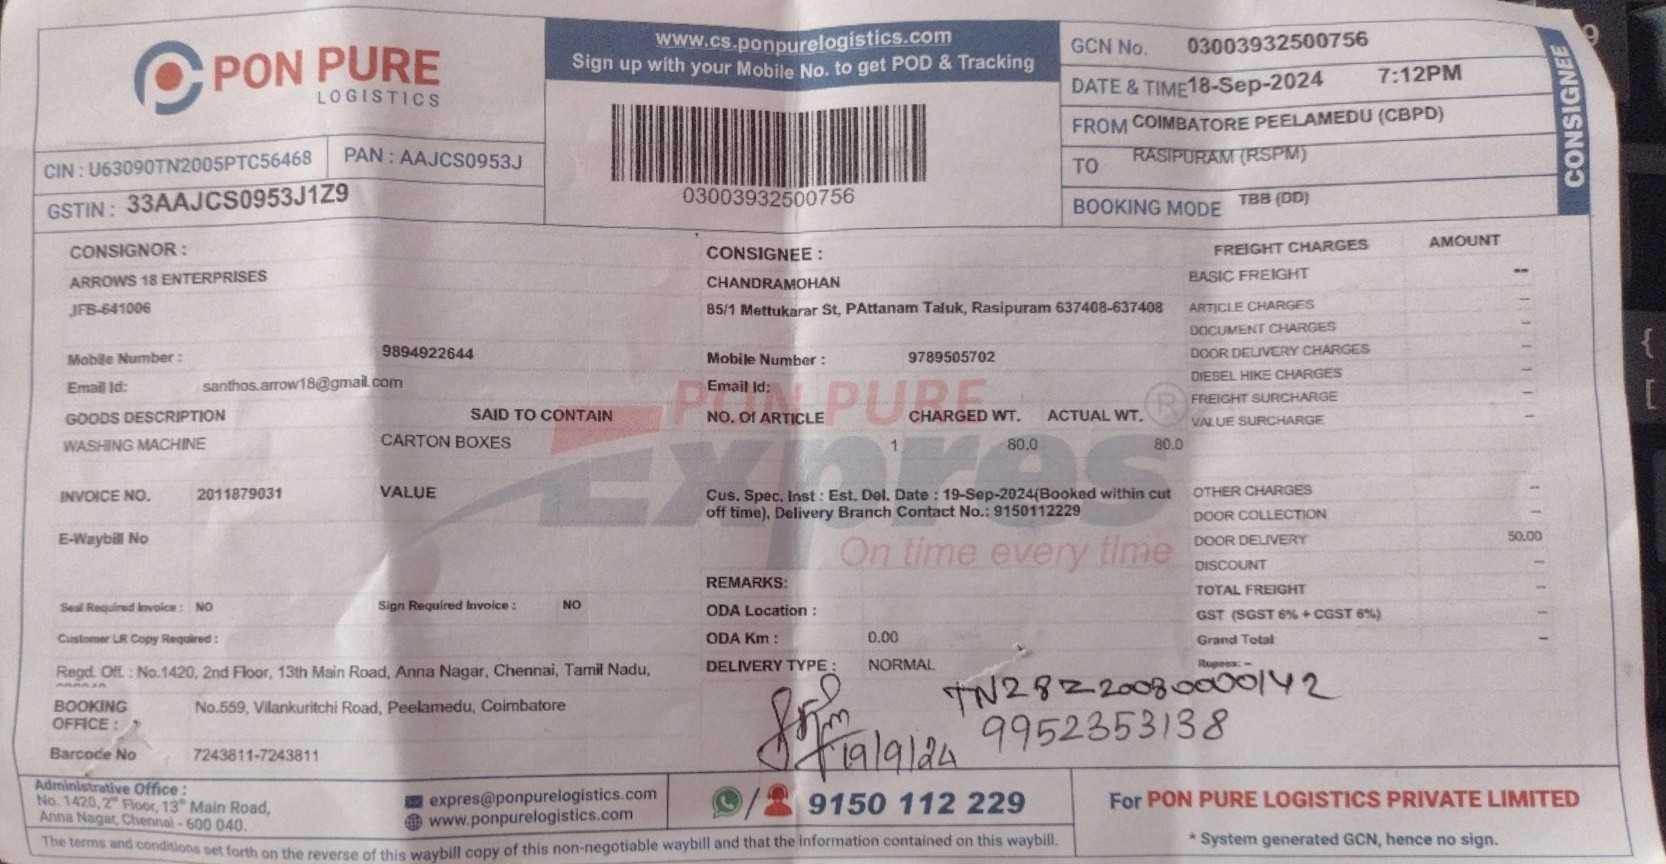 PON PURE
LOGISTICS
CIN : U63090TN2005PTC56468
PAN : AAJCS0953J
GSTIN : 33AAJCS0953J1Z9
www.cs.ponpurelogistics.com
Sign up with your Mobile No. to get POD & Tracking
03003932500756
GCN No. 03003932500756
DATE & TIME 18-Sep-2024 7:12PM
FROM COIMBATORE PEELAMEDU (CBPD)
TO RASIPURAM (RSPM)
BOOKING MODE TBB (DD)
CONSIGNEE
CONSIGNOR :
ARROWS 18 ENTERPRISES
JFB-641006
Mobile Number : 9894922644
Email Id: santhos.arrow18@gmail.com
GOODS DESCRIPTION SAID TO CONTAIN
WASHING MACHINE CARTON BOXES
INVOICE NO. 2011879031 VALUE
E-Waybill No
Seal Required Invoice : NO Sign Required Invoice : NO
Customer LR Copy Required :
Regd. Off. : No.1420, 2nd Floor, 13th Main Road, Anna Nagar, Chennai, Tamil Nadu,
BOOKING OFFICE : No.559, Vilankuritchi Road, Peelamedu, Coimbatore
Barcode No 7243811-7243811
CONSIGNEE :
CHANDRAMOHAN
85/1 Mettukarar St, PAttanam Taluk, Rasipuram 637408-637408
Mobile Number : 9789505702
Email Id:
PON PURE ®
Expres
On time every time
NO. Of ARTICLE CHARGED WT. ACTUAL WT.
1 80.0 80.0
Cus. Spec. Inst : Est. Del. Date : 19-Sep-2024(Booked within cut
off time), Delivery Branch Contact No.: 9150112229
REMARKS:
ODA Location :
ODA Km : 0.00
DELIVERY TYPE : NORMAL
FREIGHT CHARGES AMOUNT
BASIC FREIGHT --
ARTICLE CHARGES –
DOCUMENT CHARGES –
DOOR DELIVERY CHARGES –
DIESEL HIKE CHARGES –
FREIGHT SURCHARGE –
VALUE SURCHARGE –
OTHER CHARGES –
DOOR COLLECTION –
DOOR DELIVERY 50.00
DISCOUNT –
TOTAL FREIGHT –
GST (SGST 6% + CGST 6%) –
Grand Total –
Rupees: –
TN28Z20080000142
9952353138
19/9/24
Administrative Office :
No. 1420, 2nd Floor, 13th Main Road,
Anna Nagar, Chennai - 600 040.
expres@ponpurelogistics.com
www.ponpurelogistics.com
/ 9150 112 229
For PON PURE LOGISTICS PRIVATE LIMITED
* System generated GCN, hence no sign.
The terms and conditions set forth on the reverse of this waybill copy of this non-negotiable waybill and that the information contained on this waybill.